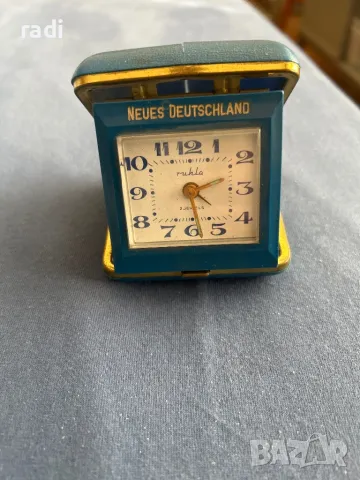 radi
NEUES DEUTSCHLAND
12
11 1
10 2
ruhla
9 3
8 4
7 6 5
BAZAR